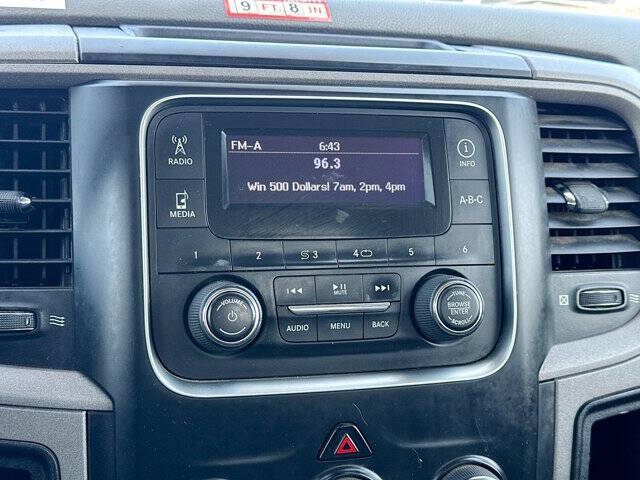 9 FT. 8 IN
FM-A 6:43
96.3
Win 500 Dollars! 7am, 2pm, 4pm
RADIO
MEDIA
INFO
A-B-C
1 2 3 4 5 6
VOLUME
MUTE
AUDIO MENU BACK
TUNE
BROWSE
ENTER
SCROLL